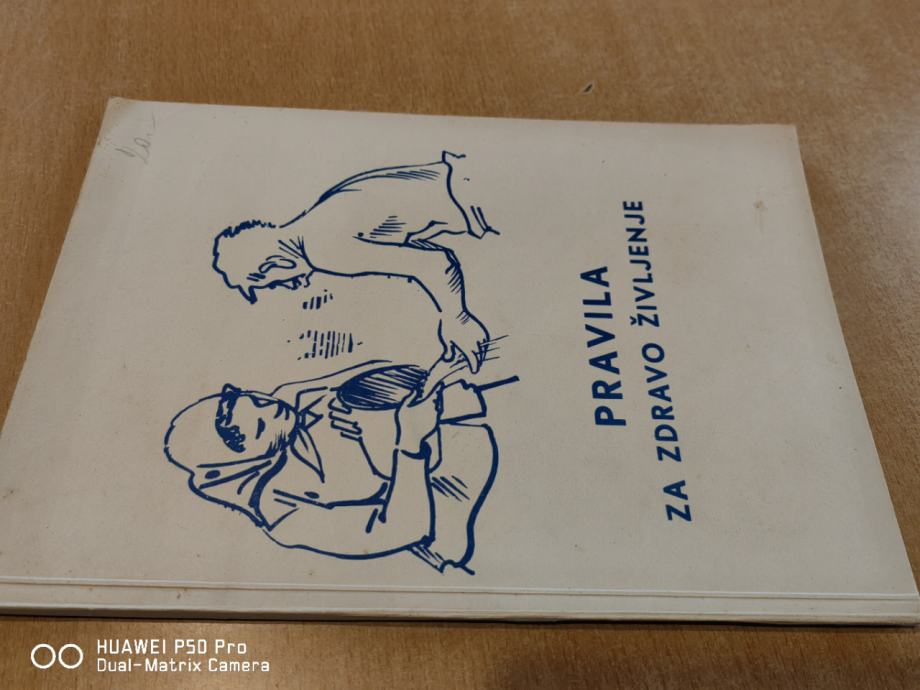 PRAVILA
ZA ZDRAVO ŽIVLJENJE
HUAWEI P50 Pro
Dual-Matrix Camera